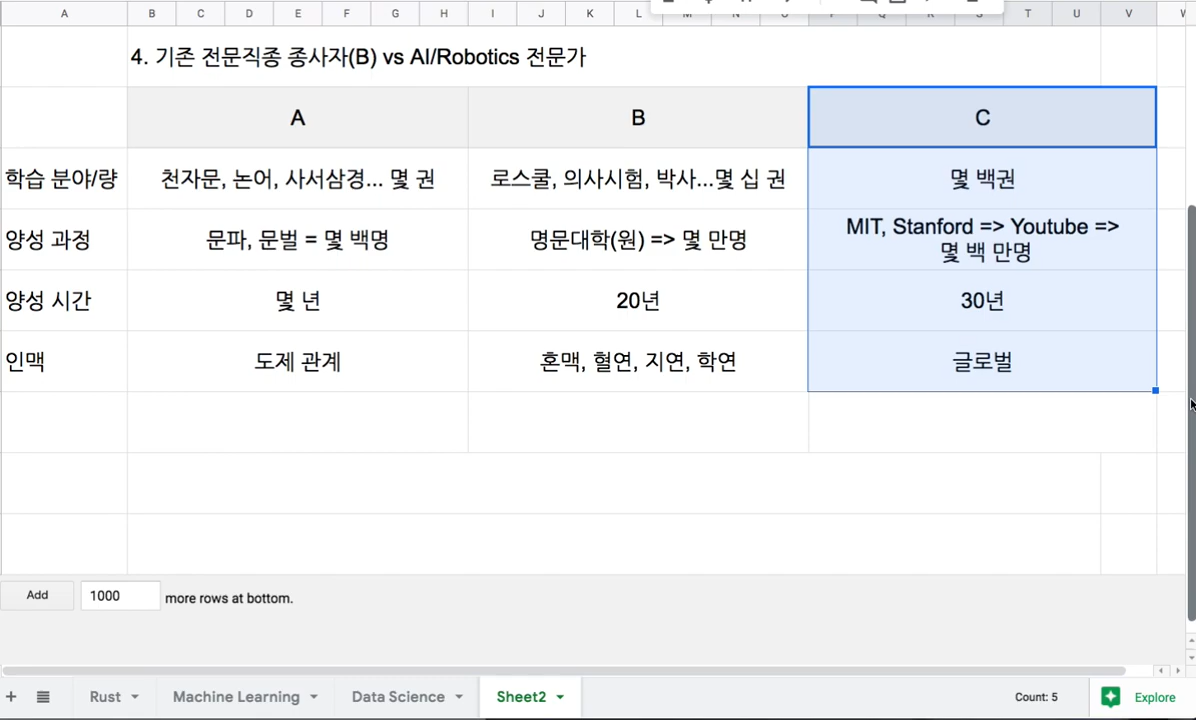 A B C D E F G H I J K L M N O P Q R S T U V W
4. 기존 전문직종 종사자(B) vs AI/Robotics 전문가
A B C
학습 분야/량 천자문, 논어, 사서삼경... 몇 권 로스쿨, 의사시험, 박사...몇 십 권 몇 백권
양성 과정 문파, 문벌 = 몇 백명 명문대학(원) => 몇 만명 MIT, Stanford => Youtube =>
몇 백 만명
양성 시간 몇 년 20년 30년
인맥 도제 관계 혼맥, 혈연, 지연, 학연 글로벌
Add 1000 more rows at bottom.
Rust Machine Learning Data Science Sheet2 Count: 5 Explore